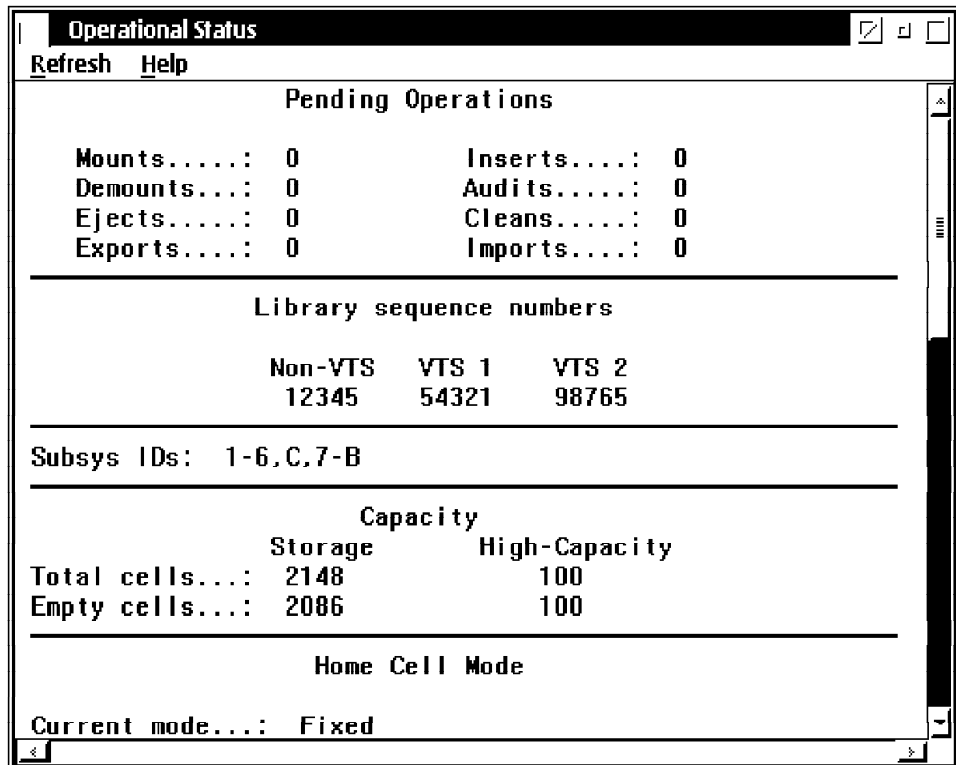 Operational Status
Refresh Help
Pending Operations
Mounts.....: 0 Inserts....: 0
Demounts...: 0 Audits.....: 0
Ejects.....: 0 Cleans.....: 0
Exports....: 0 Imports....: 0
Library sequence numbers
Non-VTS VTS 1 VTS 2
12345 54321 98765
Subsys IDs: 1-6,C,7-B
Capacity
Storage High-Capacity
Total cells...: 2148 100
Empty cells...: 2086 100
Home Cell Mode
Current mode...: Fixed